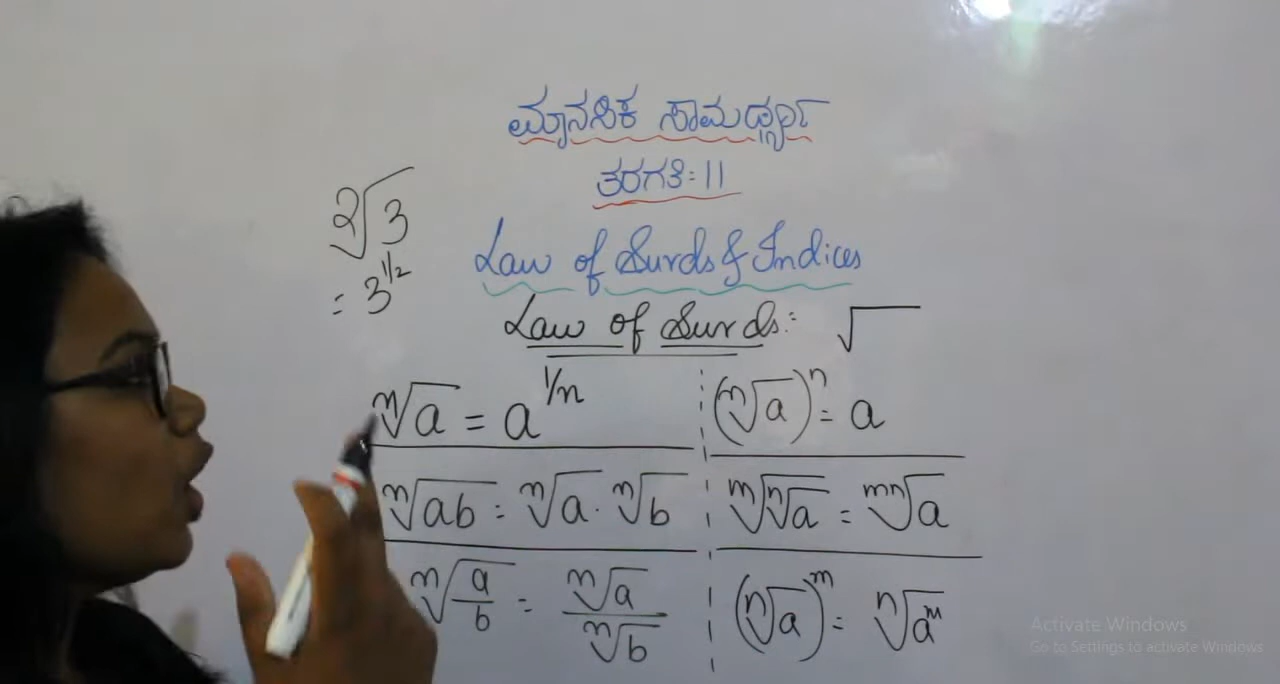 ಮಾನಸಿಕ ಸಾಮರ್ಥ್ಯ
ತರಗತಿ:11
Law of Surds & Indices
Law of Surds: √
²√3
= 3^1/2
ⁿ√a = a^1/n
(ⁿ√a)ⁿ = a
ⁿ√ab = ⁿ√a · ⁿ√b
ᵐ√ⁿ√a = ᵐⁿ√a
ⁿ√a/b = ⁿ√a/ⁿ√b
(ⁿ√a)ᵐ = ⁿ√aᵐ
Activate Windows
Go to Settings to activate Windows